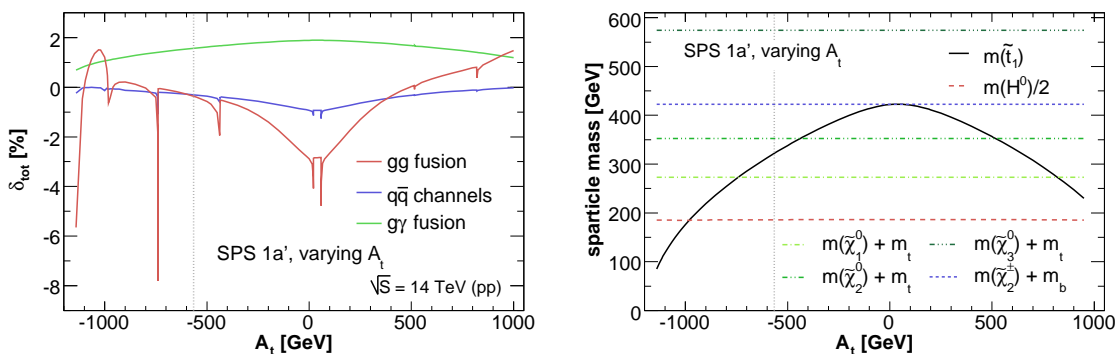 2
0
-2
-4
-6
-8
δtot [%]
gg fusion
qq̄ channels
gγ fusion
SPS 1a', varying At
√S = 14 TeV (pp)
-1000 -500 0 500 1000
At [GeV]
600
500
400
300
200
100
0
sparticle mass [GeV]
SPS 1a', varying At
m(t̃1)
m(H⁰)/2
m(χ̃⁰1) + mt
m(χ̃⁰2) + mt
m(χ̃⁰3) + mt
m(χ̃±2) + mb
-1000 -500 0 500 1000
At [GeV]